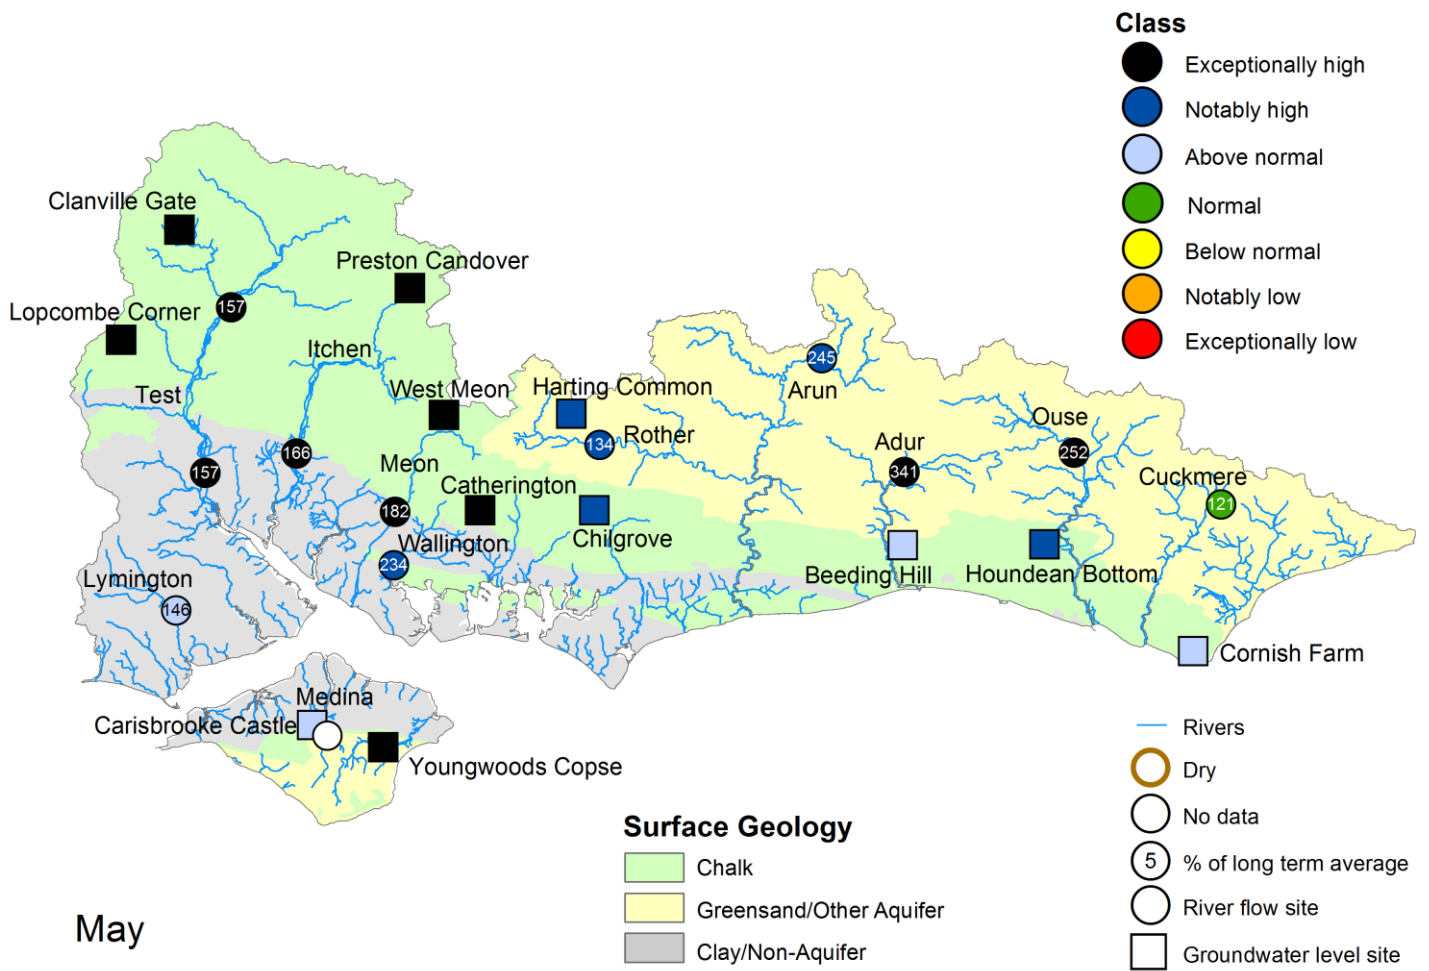 Class
Exceptionally high
Notably high
Above normal
Normal
Below normal
Notably low
Exceptionally low
Clanville Gate
Preston Candover
157
Lopcombe Corner
Itchen
245
Test
West Meon
Harting Common
Arun
Ouse
166
134
Rother
Adur
252
157
Meon
341
Cuckmere
Catherington
121
182
Wallington
Chilgrove
234
Beeding Hill
Houndean Bottom
Lymington
146
Cornish Farm
Medina
Carisbrooke Castle
Youngwoods Copse
Rivers
Dry
No data
5 % of long term average
River flow site
Groundwater level site
Surface Geology
Chalk
Greensand/Other Aquifer
Clay/Non-Aquifer
May